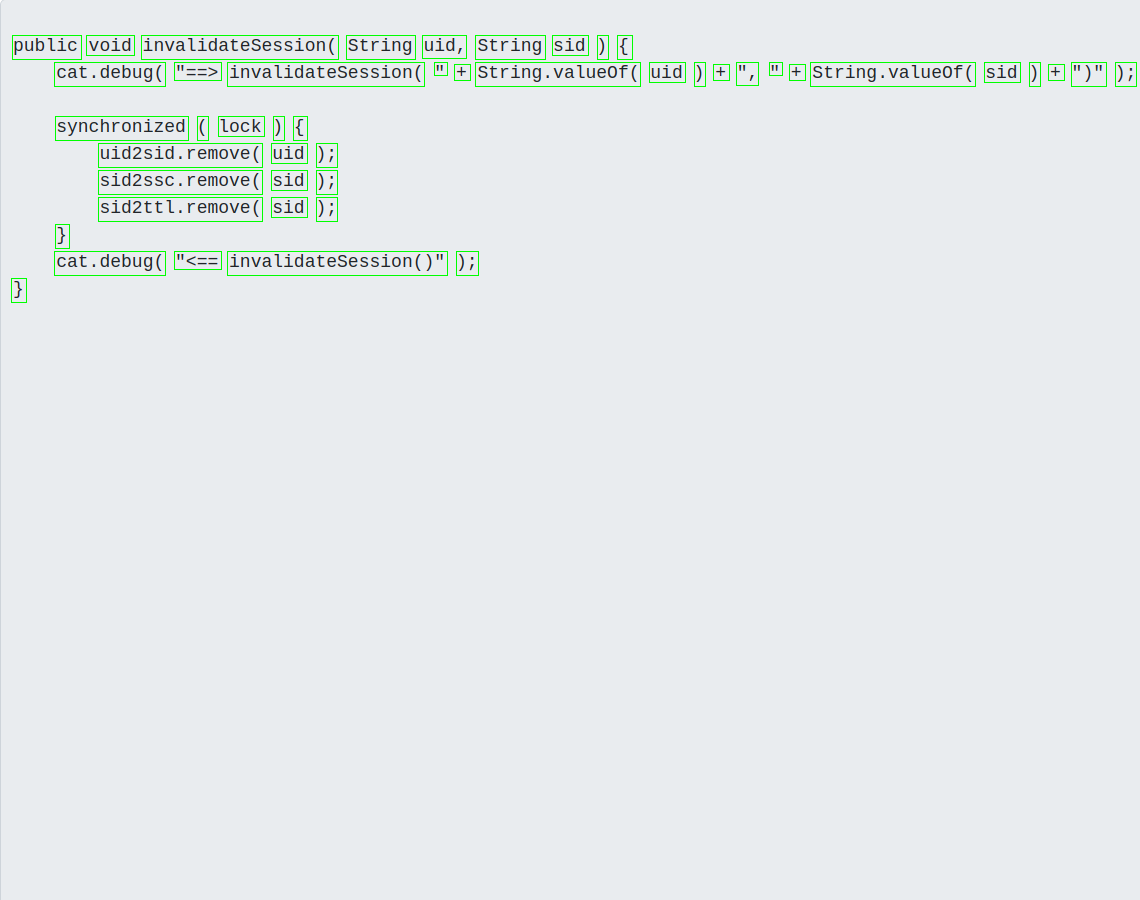 public void invalidateSession( String uid, String sid ) {
cat.debug( "==> invalidateSession( " + String.valueOf( uid ) + ", " + String.valueOf( sid ) + ")" );
synchronized ( lock ) {
uid2sid.remove( uid );
sid2ssc.remove( sid );
sid2ttl.remove( sid );
}
cat.debug( "<== invalidateSession()" );
}